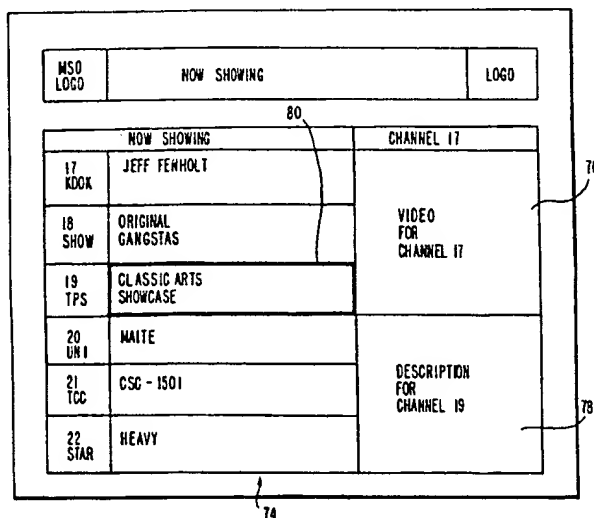 MSO
LOGO
NOW SHOWING
LOGO
80
NOW SHOWING
CHANNEL 17
17
KDOK
JEFF FENHOLT
18
SHOW
ORIGINAL
GANGSTAS
19
TPS
CLASSIC ARTS
SHOWCASE
20
UNI
MAITE
21
TCC
CSC - 1501
22
STAR
HEAVY
VIDEO
FOR
CHANNEL 17
DESCRIPTION
FOR
CHANNEL 19
78
74